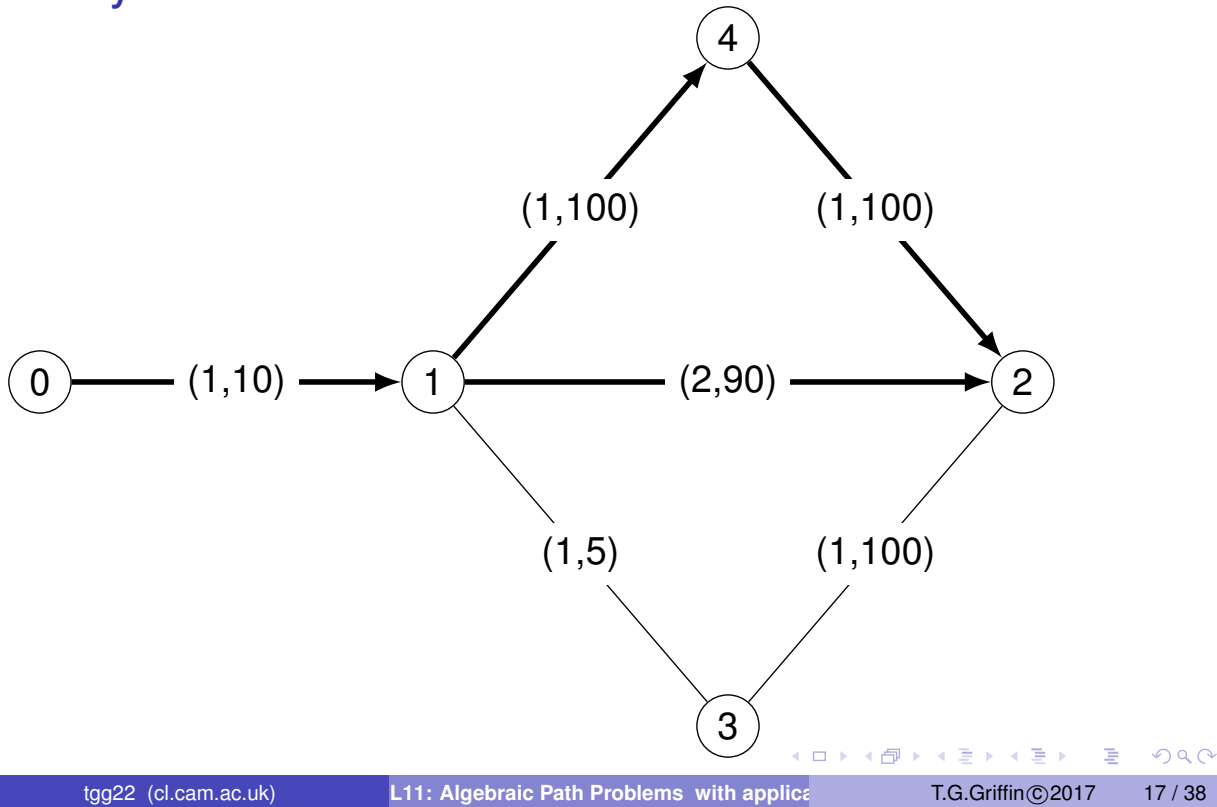 4
(1,100) (1,100)
0 (1,10) 1 (2,90) 2
(1,5) (1,100)
3
tgg22 (cl.cam.ac.uk) L11: Algebraic Path Problems with applica T.G.Griffin©2017 17 / 38